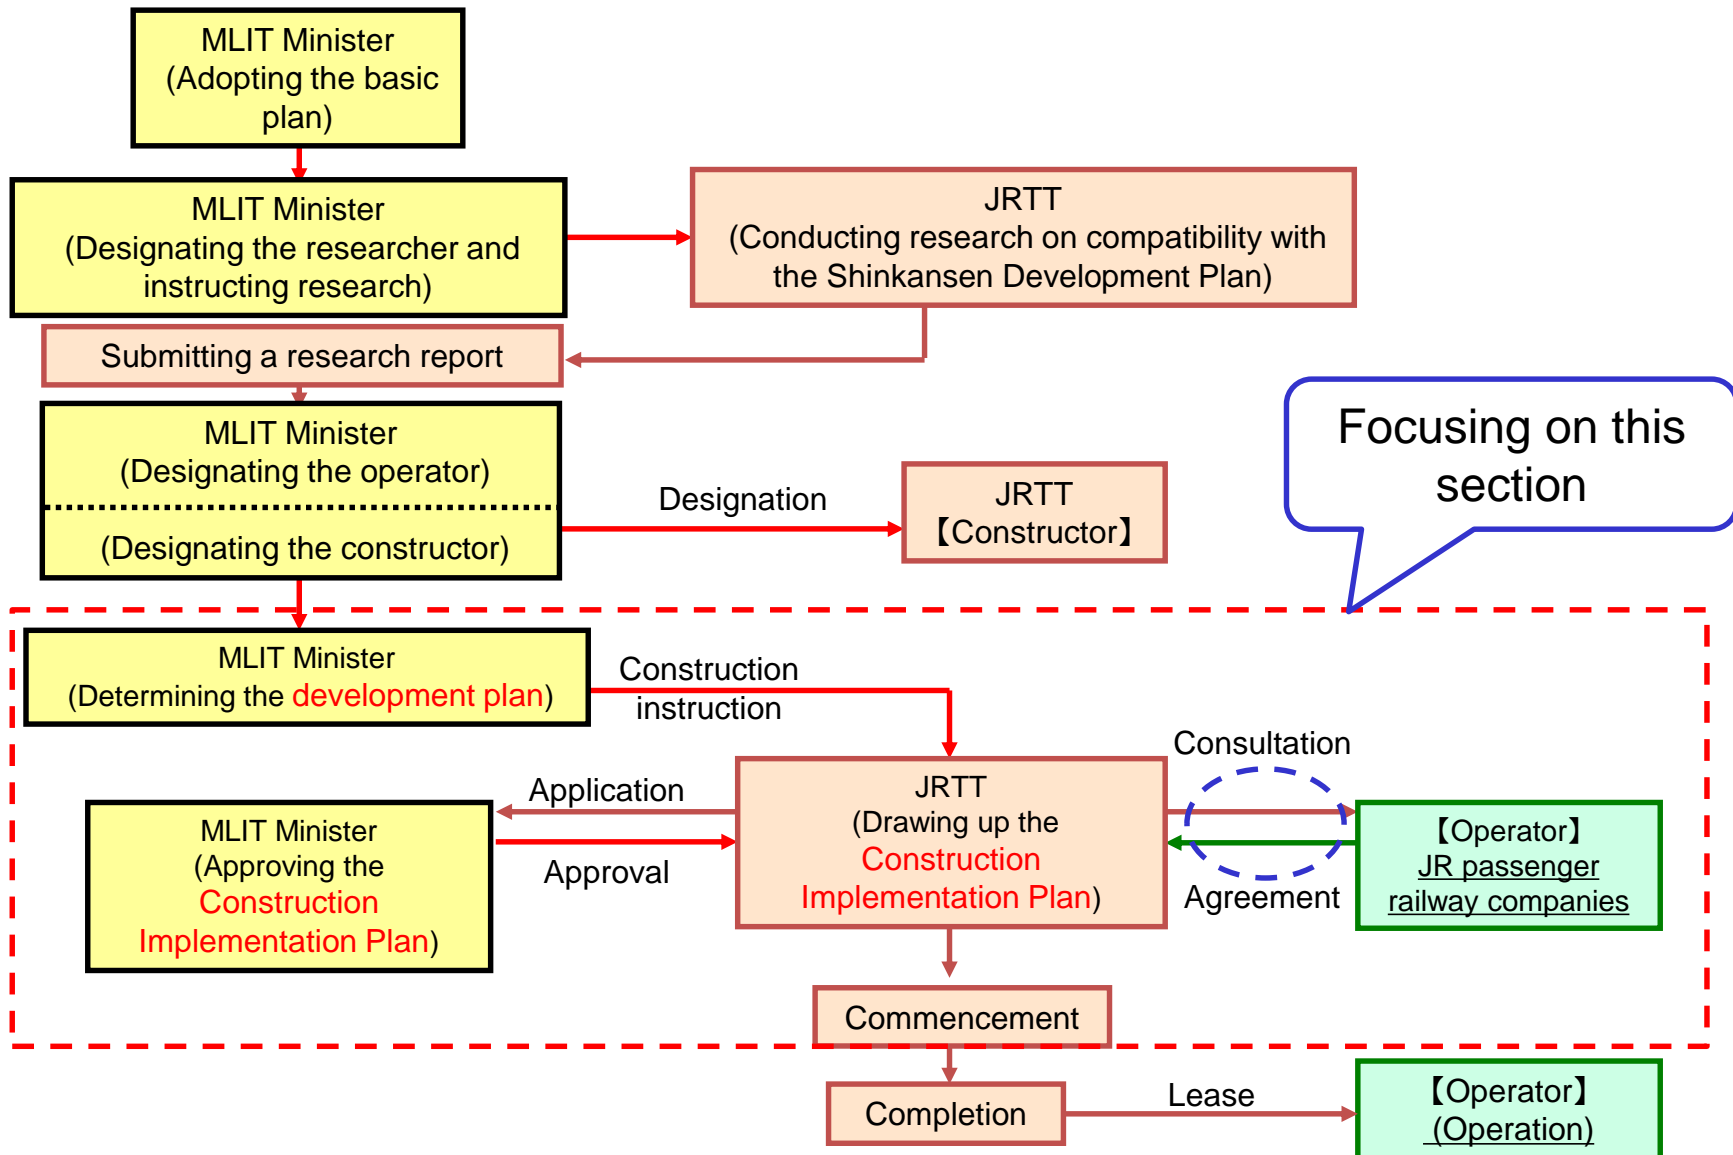 MLIT Minister
(Adopting the basic
plan)
MLIT Minister
(Designating the researcher and
instructing research)
JRTT
(Conducting research on compatibility with
the Shinkansen Development Plan)
Submitting a research report
MLIT Minister
(Designating the operator)
(Designating the constructor)
Designation
JRTT
【Constructor】
Focusing on this
section
MLIT Minister
(Determining the development plan)
Construction
instruction
JRTT
(Drawing up the
Construction
Implementation Plan)
Application
Approval
MLIT Minister
(Approving the
Construction
Implementation Plan)
Consultation
Agreement
【Operator】
JR passenger
railway companies
Commencement
Completion
Lease
【Operator】
(Operation)